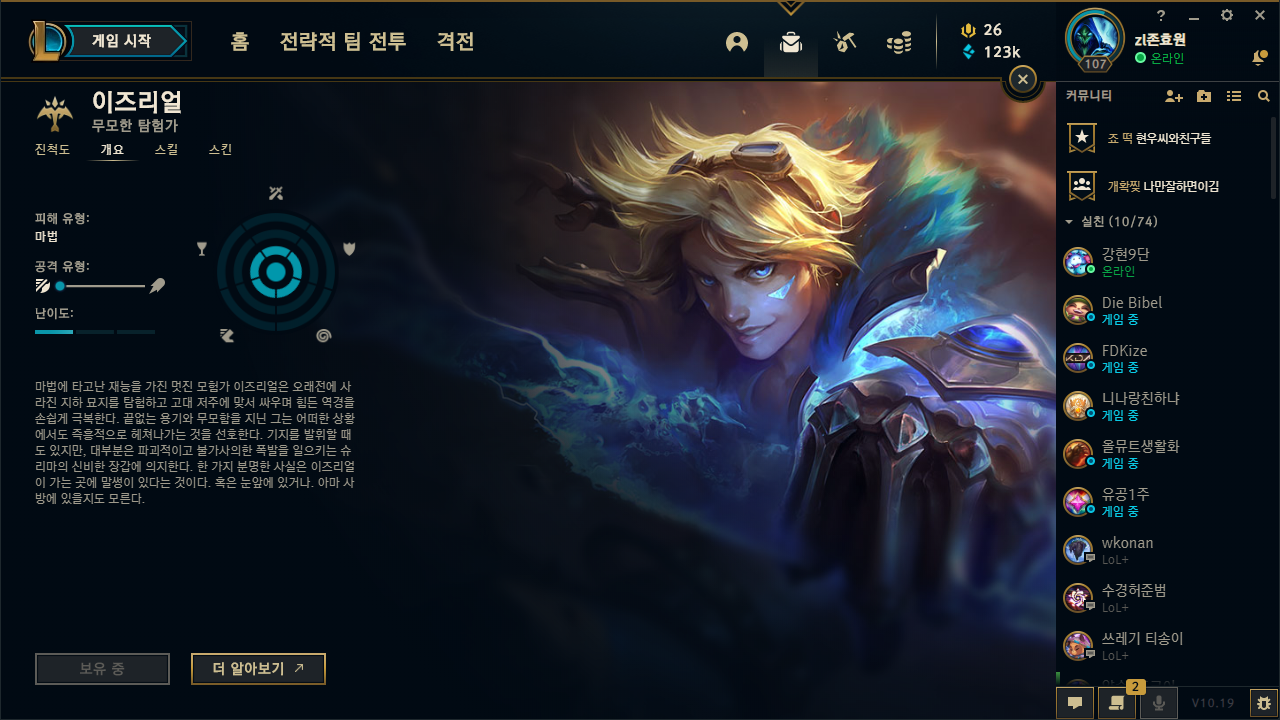 게임 시작
홈
전략적 팀 전투
격전
26
123k
zl존효원
107
온라인
이즈리얼
무모한 탐험가
진척도
개요
스킬
스킨
피해 유형:
마법
공격 유형:
난이도:
마법에 타고난 재능을 가진 멋진 모험가 이즈리얼은 오래전에 사
라진 지하 묘지를 탐험하고 고대 저주에 맞서 싸우며 힘든 역경을
손쉽게 극복한다. 끝없는 용기와 무모함을 지닌 그는 어떠한 상황
에서도 즉흥적으로 헤쳐나가는 것을 선호한다. 기지를 발휘할 때
도 있지만, 대부분은 파괴적이고 불가사의한 폭발을 일으키는 슈
리마의 신비한 장갑에 의지한다. 한 가지 분명한 사실은 이즈리얼
이 가는 곳에 말썽이 있다는 것이다. 혹은 눈앞에 있거나. 아마 사
방에 있을지도 모른다.
보유 중
더 알아보기
커뮤니티
죠 떡 현우씨와친구들
개확찢 나만잘하면이김
실친 (10/74)
강현9단
온라인
Die Bibel
게임 중
FDKize
게임 중
니나랑친하냐
게임 중
올뮤트생활화
게임 중
유공1주
게임 중
wkonan
LoL+
수경허준범
LoL+
쓰레기 티송이
LoL+
2
V10.19